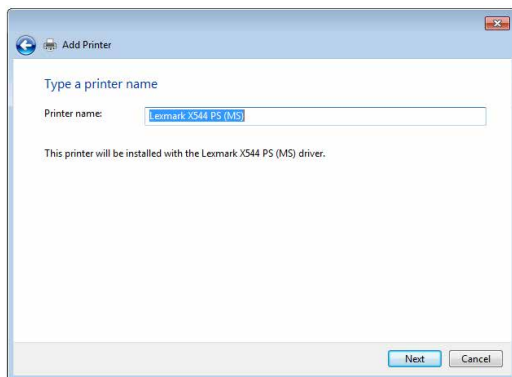 Add Printer
Type a printer name
Printer name: Lexmark X544 PS (MS)
This printer will be installed with the Lexmark X544 PS (MS) driver.
Next Cancel